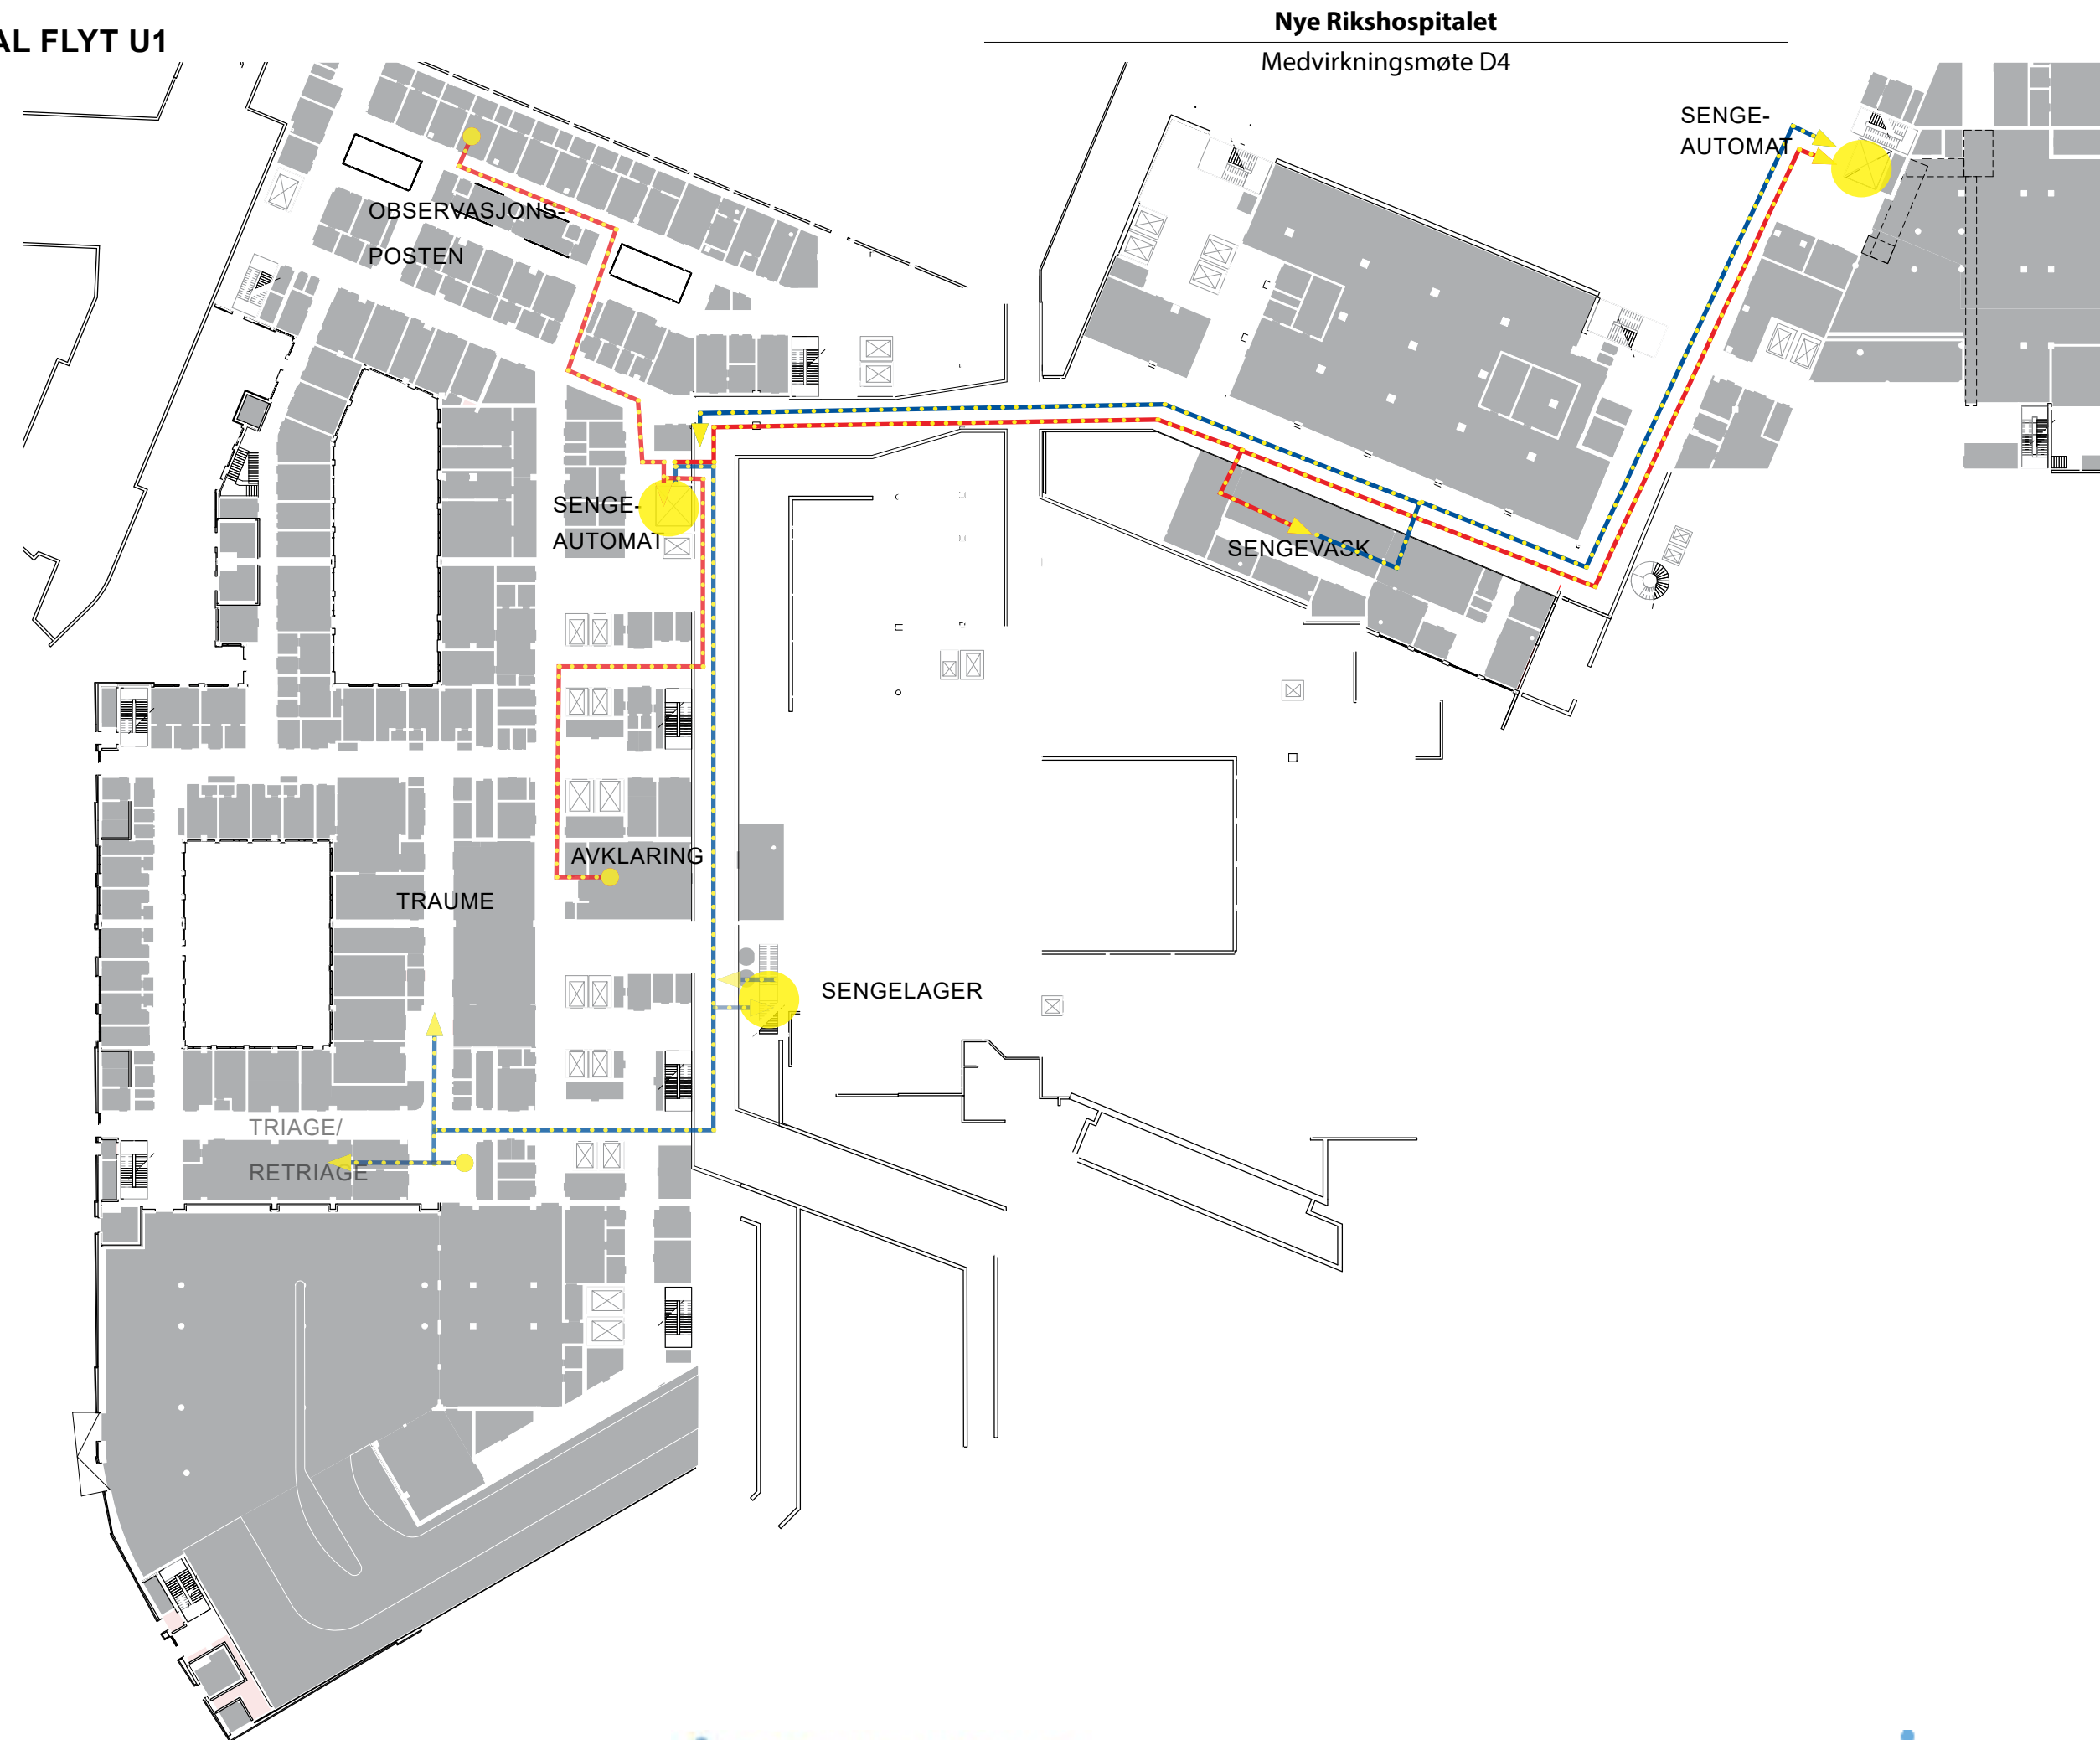 Nye Rikshospitalet
AL FLYT U1
Medvirkningsmøte D4
SENGE-
AUTOMAT
OBSERVASJONS-
POSTEN
SENGE-
AUTOMAT
SENGEVASK
AVKLARING
TRAUME
SENGELAGER
TRIAGE/
RETRIAGE